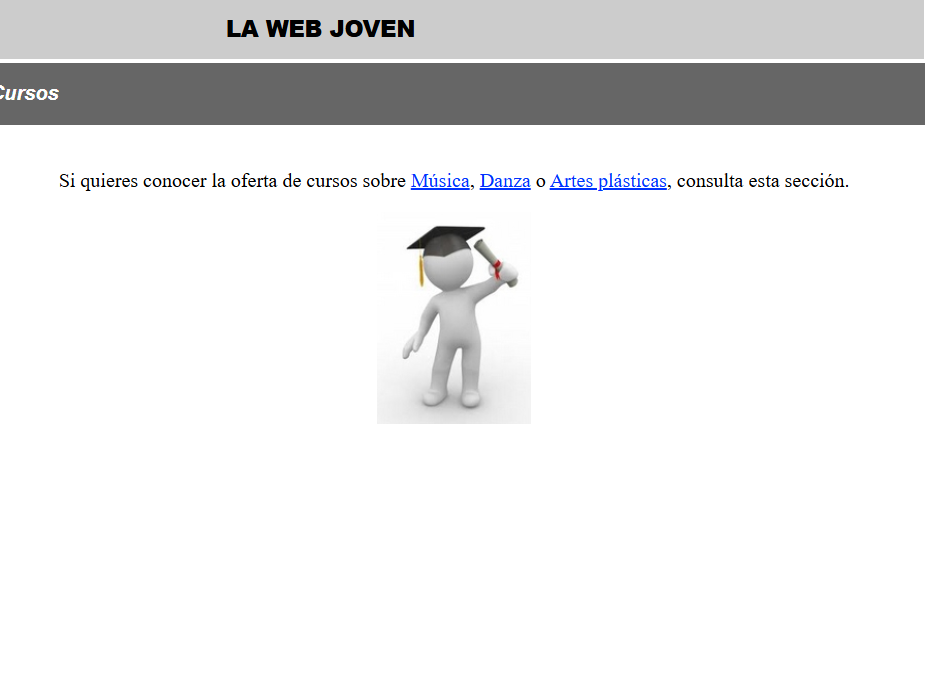 LA WEB JOVEN
Cursos
Si quieres conocer la oferta de cursos sobre Música, Danza o Artes plásticas, consulta esta sección.